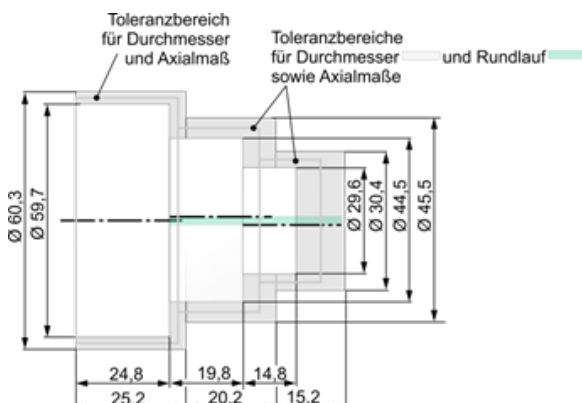 Toleranzbereich
für Durchmesser
und Axialmaß
Toleranzbereiche
für Durchmesser und Rundlauf
sowie Axialmaße
Ø 60,3
Ø 59,7
Ø 29,6
Ø 30,4
Ø 44,5
Ø 45,5
24,8
19,8
14,8
25,2
20,2
15,2